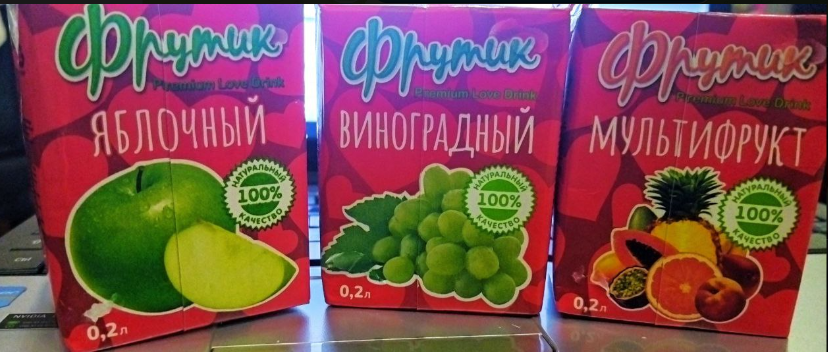 Фрутик
Premium Love Drink
ЯБЛОЧНЫЙ
НАТУРАЛЬНЫЙ
100%
КАЧЕСТВО
0,2л
Фрутик
Premium Love Drink
ВИНОГРАДНЫЙ
НАТУРАЛЬНЫЙ
100%
КАЧЕСТВО
0,2л
Фрутик
Premium Love Drink
МУЛЬТИФРУКТ
НАТУРАЛЬНЫЙ
100%
КАЧЕСТВО
0,2л
NVIDIA